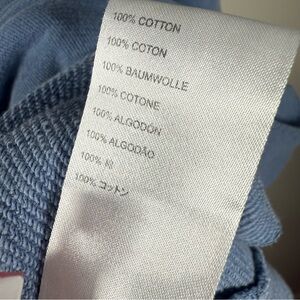 100% COTTON
100% COTON
100% BAUMWOLLE
100% COTONE
100% ALGODÓN
100% ALGODÃO
100% 棉
100% コットン